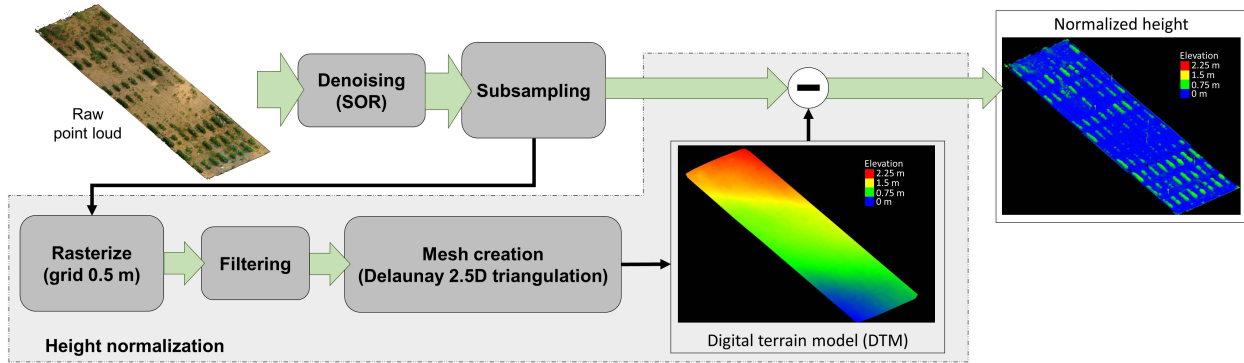 Raw
point loud
Denoising
(SOR)
Subsampling
Normalized height
Elevation
2.25 m
1.5 m
0.75 m
0 m
Rasterize
(grid 0.5 m)
Filtering
Mesh creation
(Delaunay 2.5D triangulation)
Elevation
2.25 m
1.5 m
0.75 m
0 m
Digital terrain model (DTM)
Height normalization